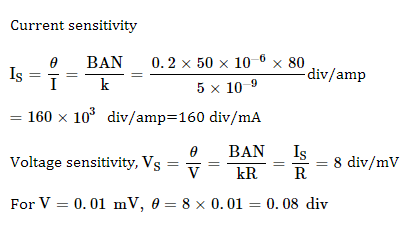 Current sensitivity
I_S = θ/I = BAN/k = (0.2 × 50 × 10^-6 × 80)/(5 × 10^-9) div/amp
= 160 × 10^3 div/amp=160 div/mA
Voltage sensitivity, V_S = θ/V = BAN/kR = I_S/R = 8 div/mV
For V = 0.01 mV, θ = 8 × 0.01 = 0.08 div